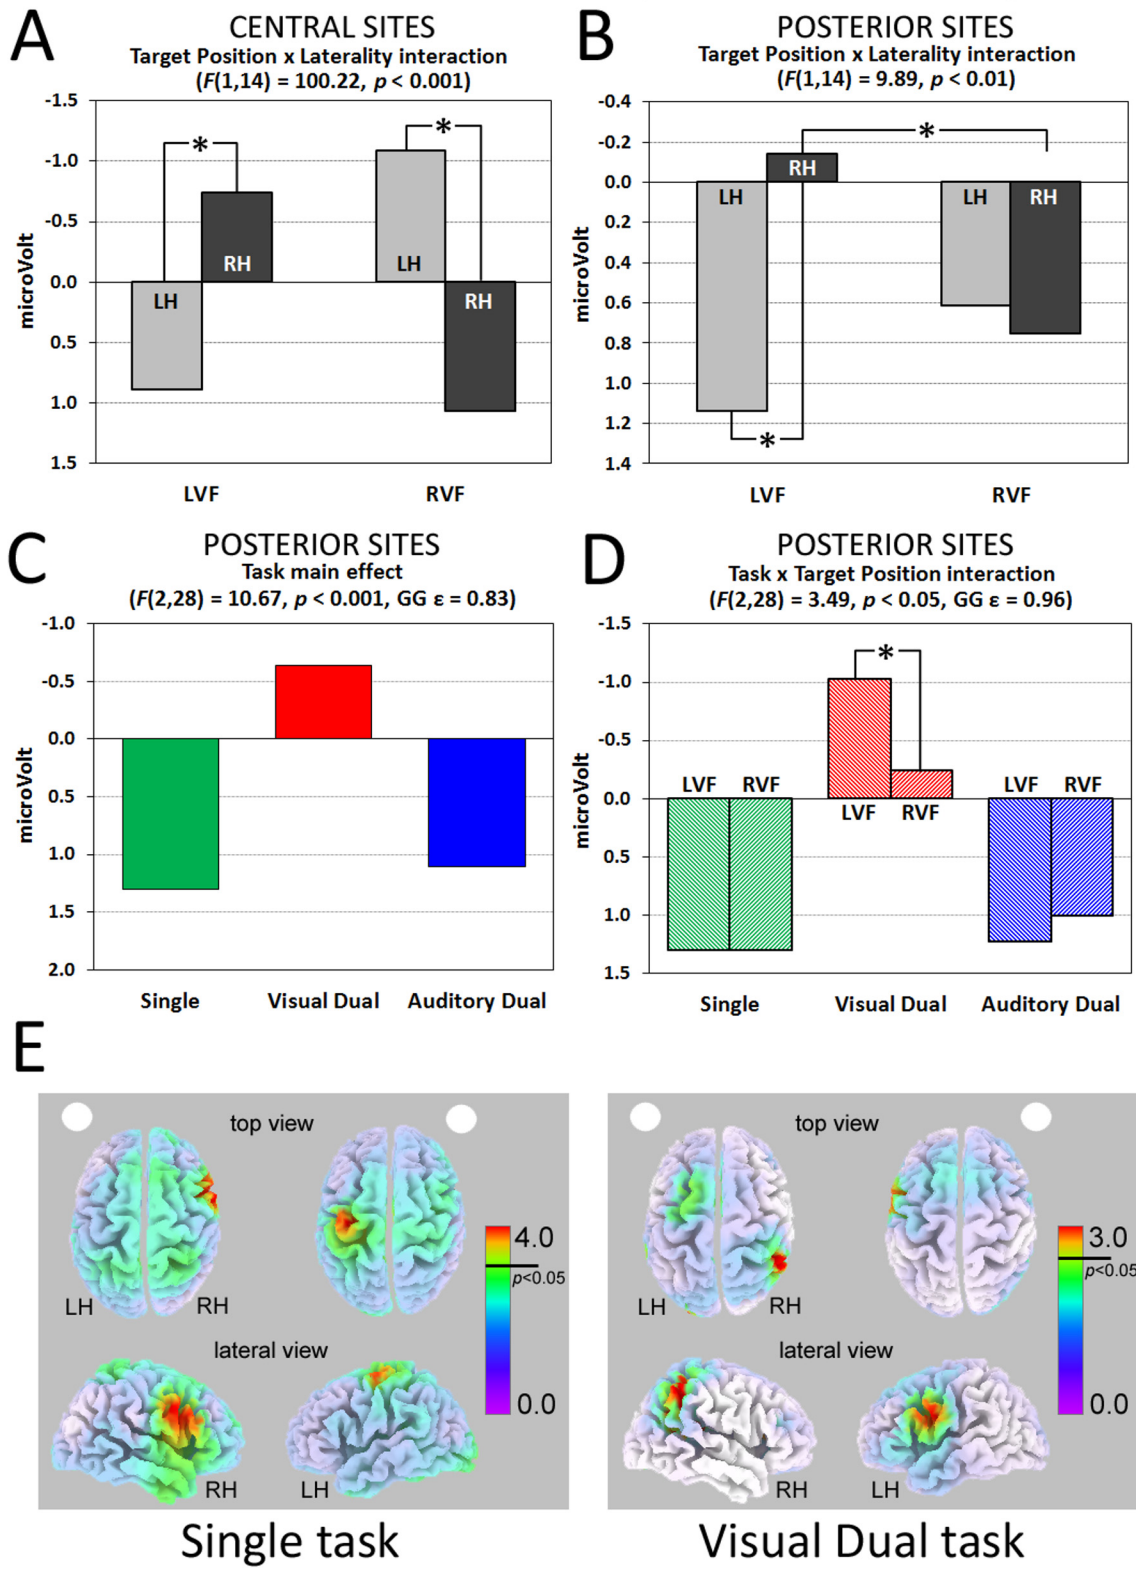 A
CENTRAL SITES
Target Position x Laterality interaction
(F(1,14) = 100.22, p < 0.001)
-1.5
-1.0
-0.5
0.0
0.5
1.0
1.5
microVolt
*
*
LH
RH
LH
RH
LVF
RVF
B
POSTERIOR SITES
Target Position x Laterality interaction
(F(1,14) = 9.89, p < 0.01)
-0.4
-0.2
0.0
0.2
0.4
0.6
0.8
1.0
1.2
1.4
microVolt
*
*
LH
RH
LH
RH
LVF
RVF
C
POSTERIOR SITES
Task main effect
(F(2,28) = 10.67, p < 0.001, GG ε = 0.83)
-1.0
-0.5
0.0
0.5
1.0
1.5
2.0
microVolt
Single
Visual Dual
Auditory Dual
D
POSTERIOR SITES
Task x Target Position interaction
(F(2,28) = 3.49, p < 0.05, GG ε = 0.96)
-1.5
-1.0
-0.5
0.0
0.5
1.0
1.5
microVolt
*
LVF RVF
LVF RVF
LVF RVF
Single
Visual Dual
Auditory Dual
E
top view
LH
RH
lateral view
RH
LH
4.0
p<0.05
0.0
Single task
top view
LH
RH
lateral view
RH
LH
3.0
p<0.05
0.0
Visual Dual task